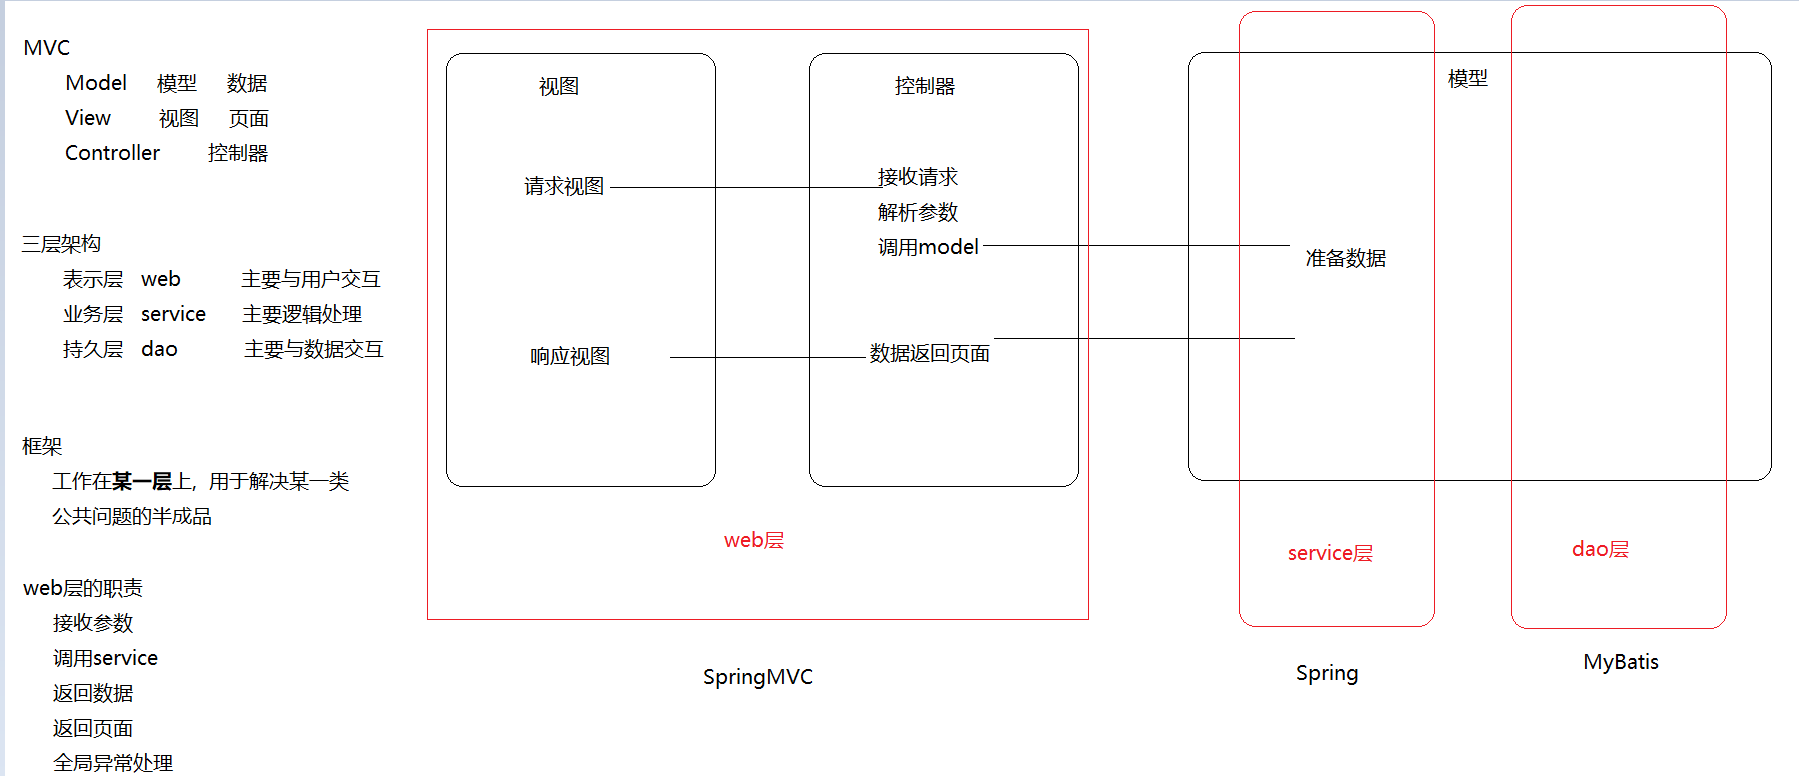 MVC
Model 模型 数据
View 视图 页面
Controller 控制器
三层架构
表示层 web 主要与用户交互
业务层 service 主要逻辑处理
持久层 dao 主要与数据交互
框架
工作在某一层上，用于解决某一类
公共问题的半成品
web层的职责
接收参数
调用service
返回数据
返回页面
全局异常处理
视图
请求视图
响应视图
控制器
接收请求
解析参数
调用model
数据返回页面
web层
SpringMVC
模型
准备数据
service层
dao层
Spring
MyBatis